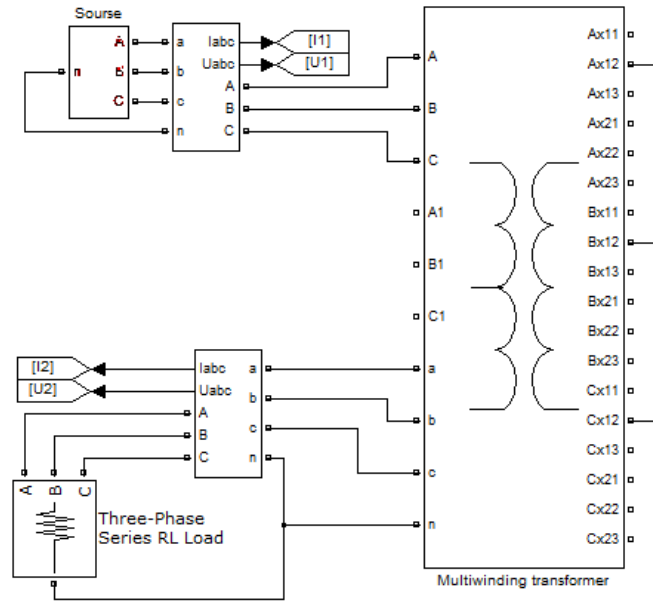 Sourse
n
A
B
C
a
b
c
n
Iabc
Uabc
A
B
C
[I1]
[U1]
A
B
C
A1
B1
C1
a
b
c
n
Ax11
Ax12
Ax13
Ax21
Ax22
Ax23
Bx11
Bx12
Bx13
Bx21
Bx22
Bx23
Cx11
Cx12
Cx13
Cx21
Cx22
Cx23
Multiwinding transformer
[I2]
[U2]
Iabc
Uabc
A
B
C
a
b
c
n
A
B
C
Three-Phase
Series RL Load